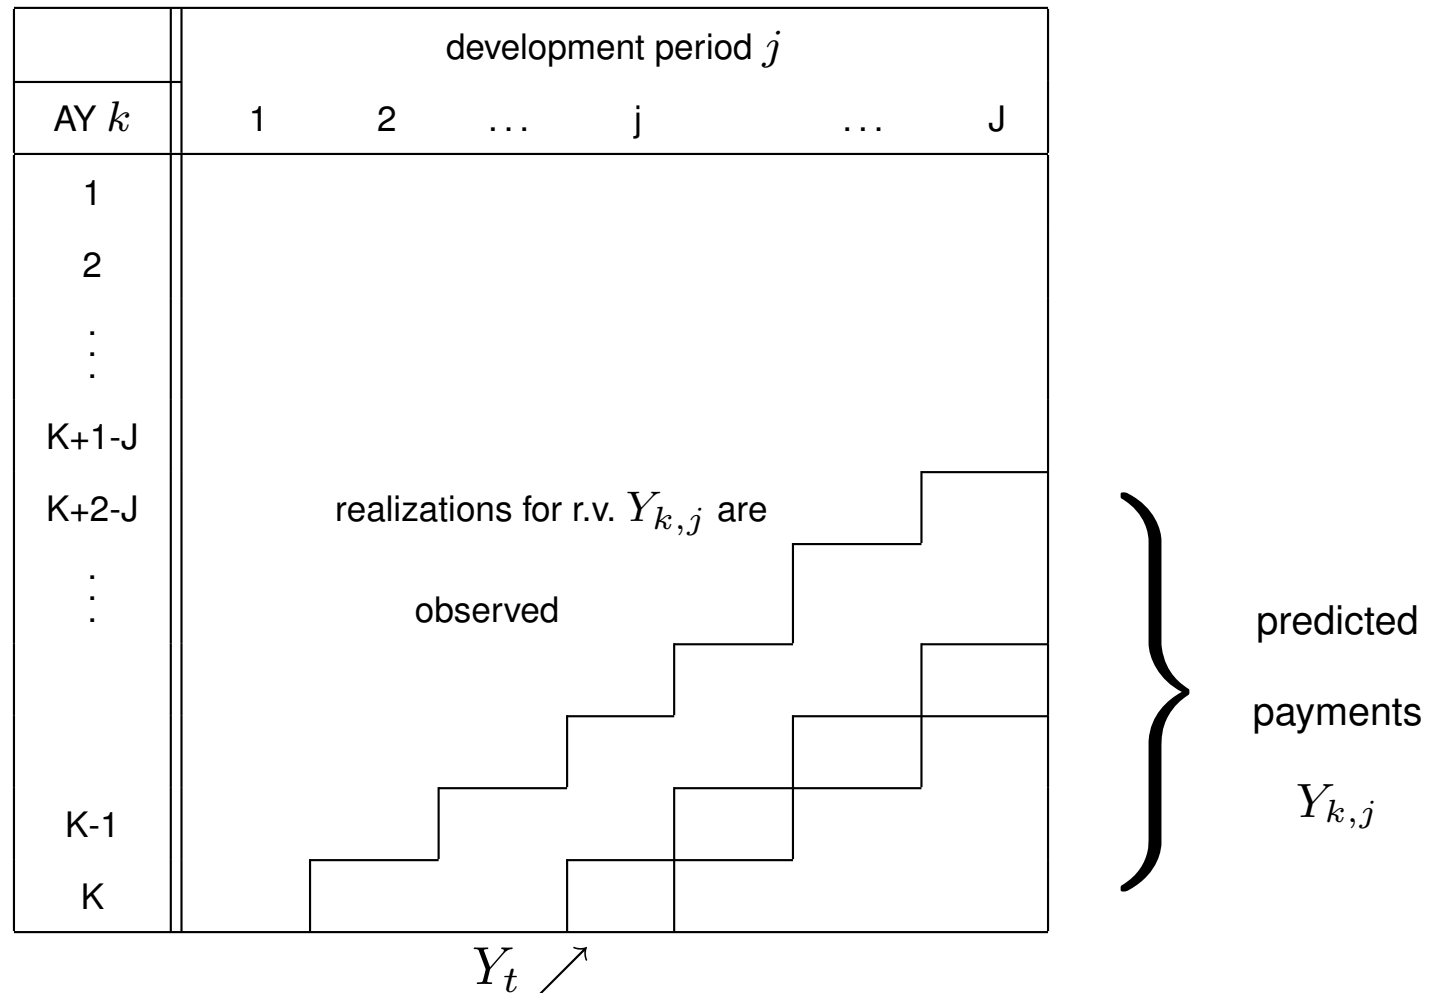 development period j
AY k 1 2 ... j ... J
1
2
⋮
K+1-J
K+2-J realizations for r.v. Y_{k,j} are
⋮ observed
predicted
payments
Y_{k,j}
K-1
K
Y_t ↗